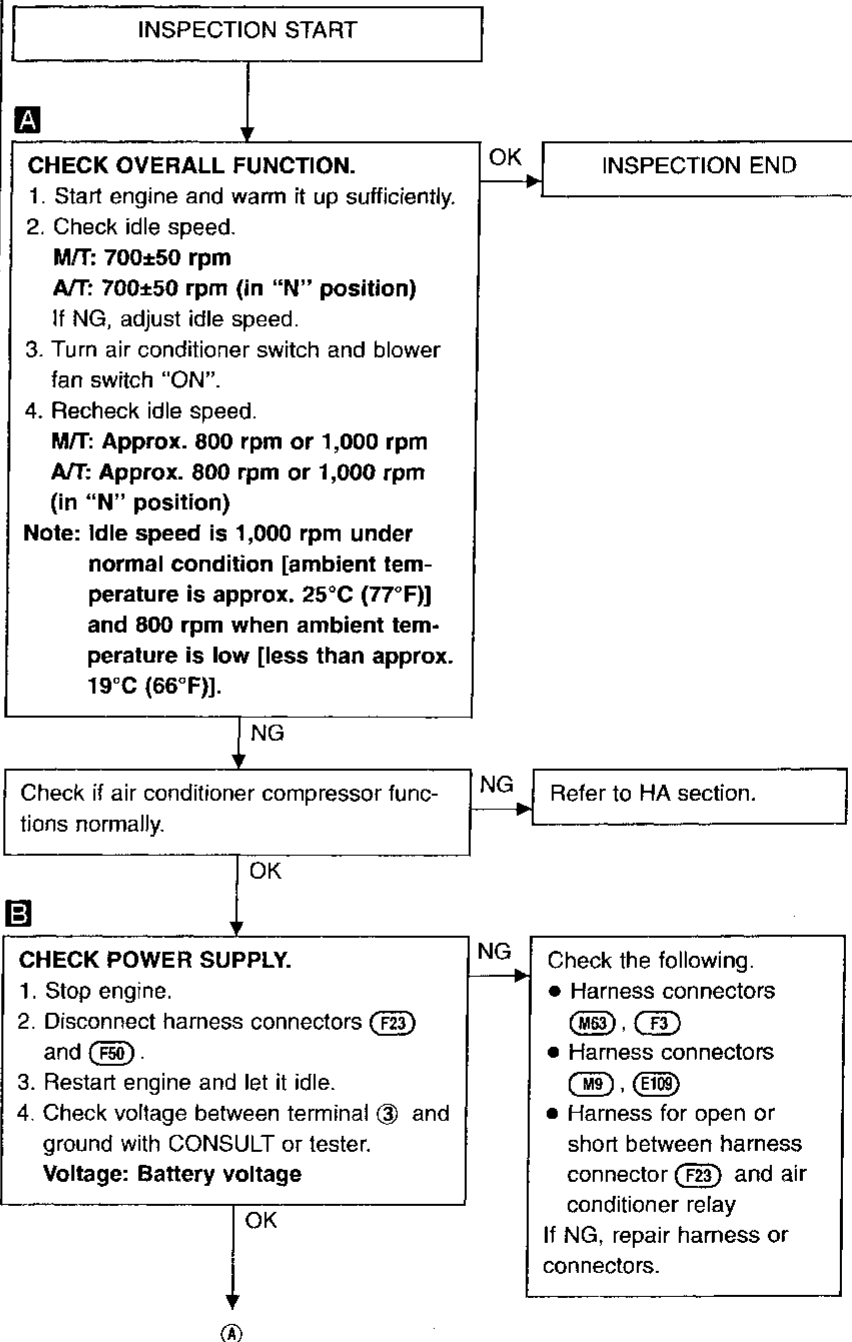 INSPECTION START
A
CHECK OVERALL FUNCTION.
1. Start engine and warm it up sufficiently.
2. Check idle speed.
M/T: 700±50 rpm
A/T: 700±50 rpm (in “N” position)
If NG, adjust idle speed.
3. Turn air conditioner switch and blower
fan switch “ON”.
4. Recheck idle speed.
M/T: Approx. 800 rpm or 1,000 rpm
A/T: Approx. 800 rpm or 1,000 rpm
(in “N” position)
Note: Idle speed is 1,000 rpm under
normal condition [ambient tem-
perature is approx. 25°C (77°F)]
and 800 rpm when ambient tem-
perature is low [less than approx.
19°C (66°F)].
OK
INSPECTION END
NG
Check if air conditioner compressor func-
tions normally.
NG
Refer to HA section.
OK
B
CHECK POWER SUPPLY.
1. Stop engine.
2. Disconnect harness connectors F23
and F50 .
3. Restart engine and let it idle.
4. Check voltage between terminal ③ and
ground with CONSULT or tester.
Voltage: Battery voltage
NG
Check the following.
● Harness connectors
M63 , F3
● Harness connectors
M9 , E109
● Harness for open or
short between harness
connector F23 and air
conditioner relay
If NG, repair harness or
connectors.
OK
Ⓐ